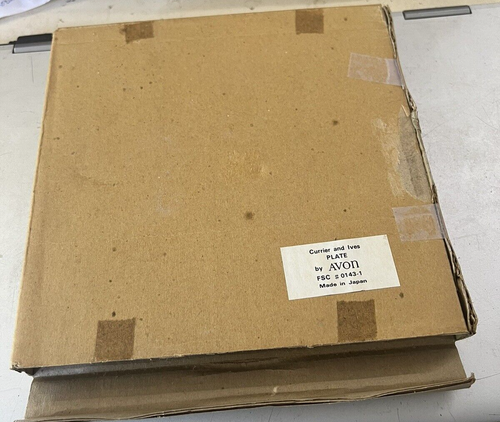 Currier and Ives
PLATE
by AVON
FSC # 0143-1
Made in Japan